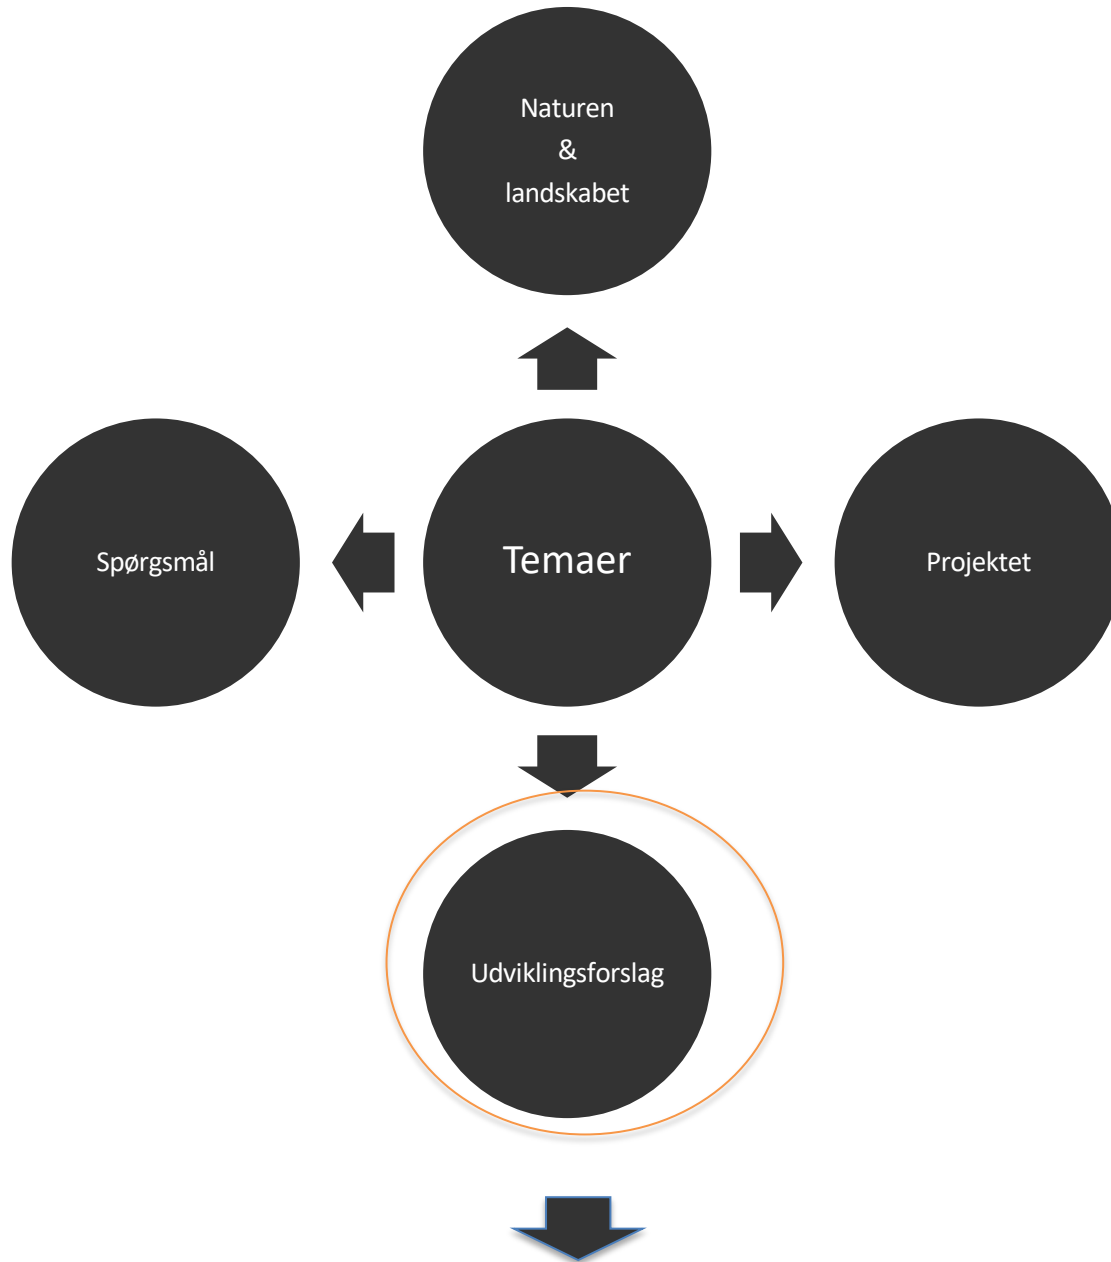 Naturen
&
landskabet
Spørgsmål
Temaer
Projektet
Udviklingsforslag